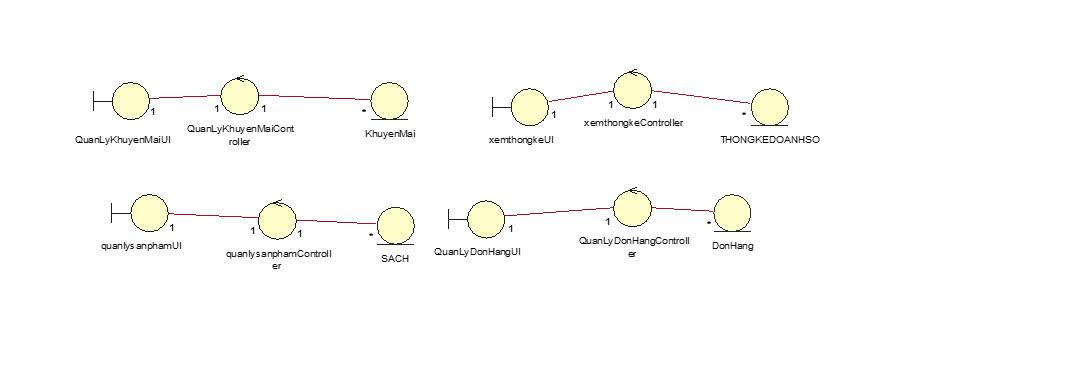 1
1
1
*
QuanLyKhuyenMaiUI
QuanLyKhuyenMaiCont
roller
KhuyenMai
1
1
1
*
xemthongkeUI
xemthongkeController
THONGKEDOANHSO
1
1
1
*
quanlysanphamUI
quanlysanphamControll
er
SACH
1
1
*
QuanLyDonHangUI
QuanLyDonHangControll
er
DonHang